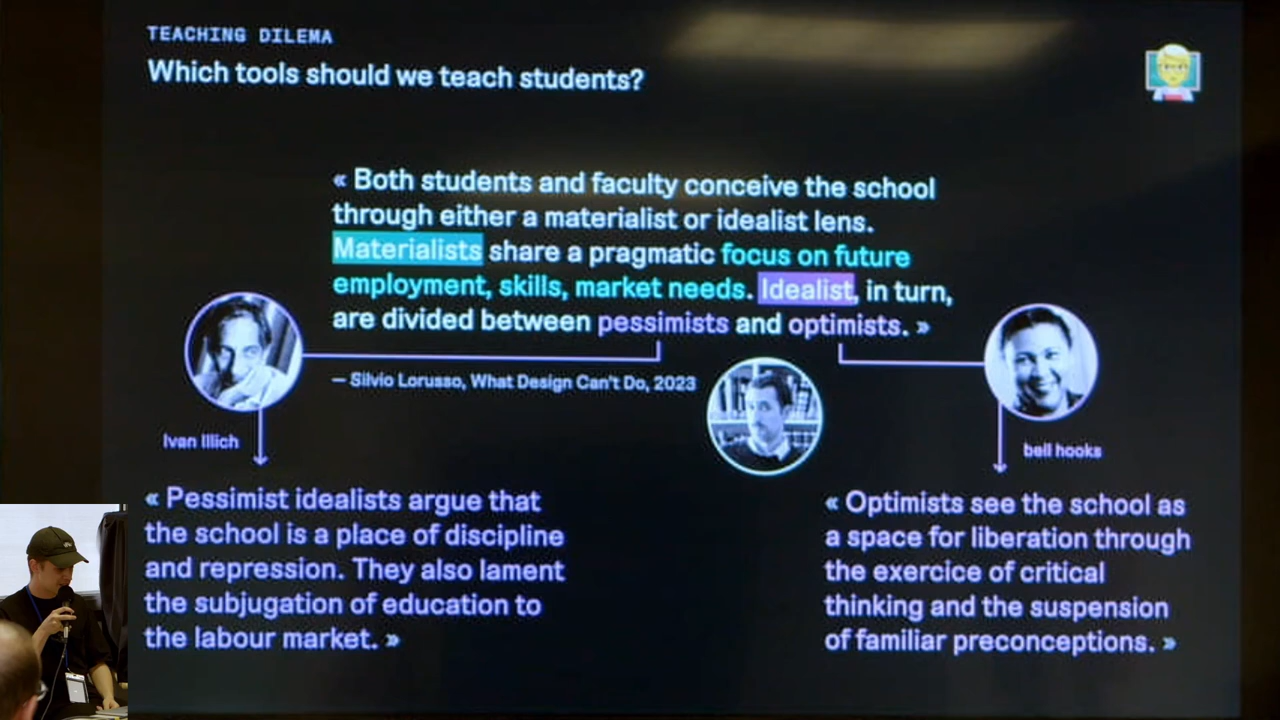 TEACHING DILEMA
Which tools should we teach students?
« Both students and faculty conceive the school
through either a materialist or idealist lens.
Materialists share a pragmatic focus on future
employment, skills, market needs. Idealist, in turn,
are divided between pessimists and optimists. »
— Silvio Lorusso, What Design Can't Do, 2023
Ivan Illich
bell hooks
« Pessimist idealists argue that
the school is a place of discipline
and repression. They also lament
the subjugation of education to
the labour market. »
« Optimists see the school as
a space for liberation through
the exercice of critical
thinking and the suspension
of familiar preconceptions. »